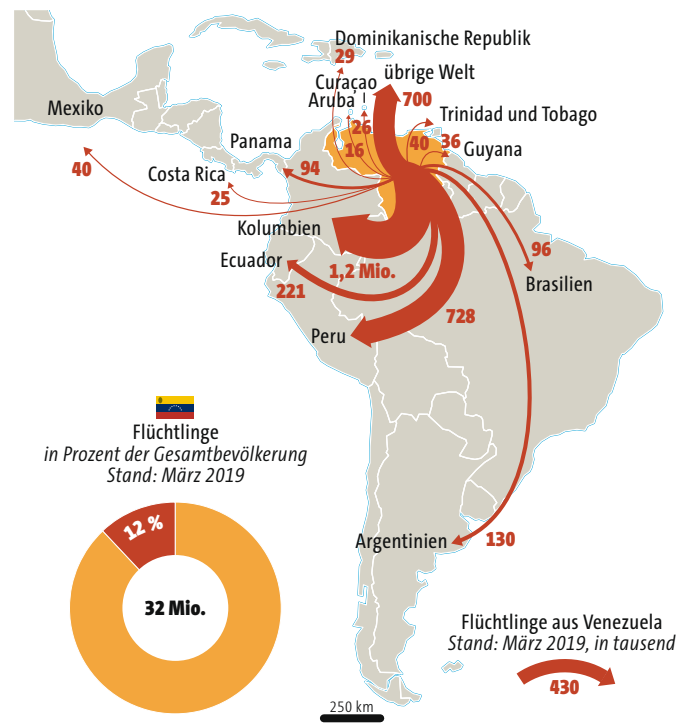 Dominikanische Republik
29
übrige Welt
Curaçao
700
Aruba
Mexiko
Trinidad und Tobago
26
Panama
16
40
36
Guyana
40
Costa Rica
94
25
Kolumbien
96
Ecuador
1,2 Mio.
Brasilien
221
728
Peru
Flüchtlinge
in Prozent der Gesamtbevölkerung
Stand: März 2019
12 %
32 Mio.
Argentinien
130
Flüchtlinge aus Venezuela
Stand: März 2019, in tausend
430
250 km